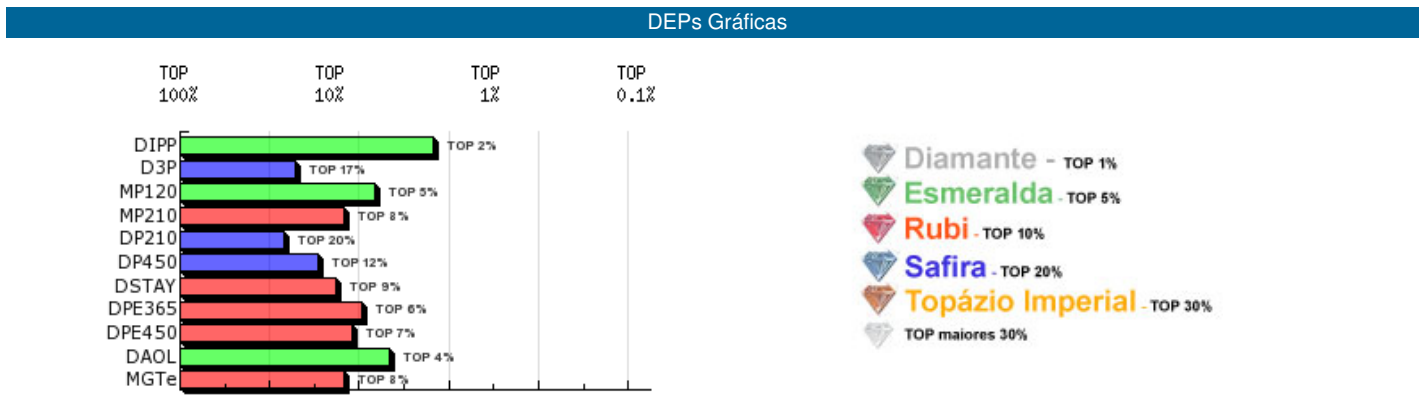 DEPs Gráficas
TOP 100%
TOP 10%
TOP 1%
TOP 0.1%
DIPP TOP 2%
D3P TOP 17%
MP120 TOP 5%
MP210 TOP 8%
DP210 TOP 20%
DP450 TOP 12%
DSTAY TOP 9%
DPE365 TOP 6%
DPE450 TOP 7%
DAOL TOP 4%
MGTe TOP 8%
Diamante - TOP 1%
Esmeralda - TOP 5%
Rubi - TOP 10%
Safira - TOP 20%
Topázio Imperial - TOP 30%
TOP maiores 30%